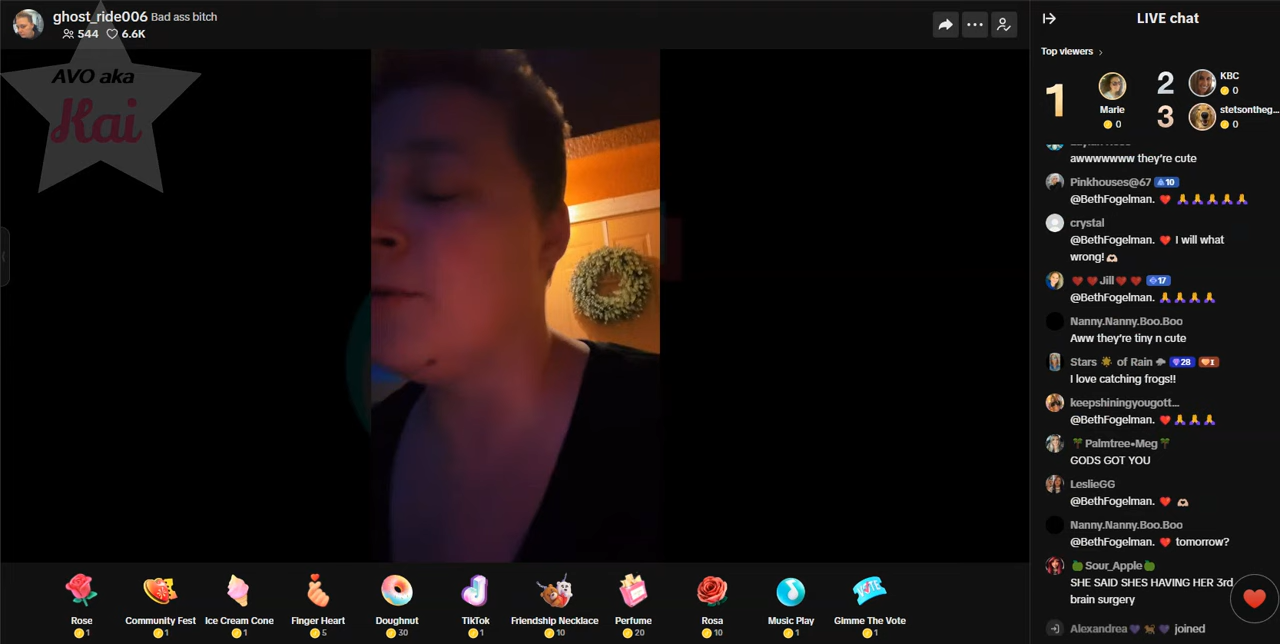 ghost_ride006 Bad ass bitch
544 6.6K
AVO aka
Kai
LIVE chat
Top viewers
1
Marie
0
2
KBC
0
3
stetsontheg...
0
awwwwwww they're cute
Pinkhouses@67 10
@BethFogelman. ❤️ 🙏 🙏 🙏 🙏 🙏
crystal
@BethFogelman. ❤️ I will what
wrong!🫶🏻
❤️ ❤️Jill❤️ ❤️ 17
@BethFogelman. 🙏 🙏 🙏 🙏
Nanny.Nanny.Boo.Boo
Aww they're tiny n cute
Stars ☀️ of Rain 🌧️ 28 I
I love catching frogs!!
keepshiningyougott...
@BethFogelman. ❤️🙏 🙏 🙏
🌴Palmtree•Meg🌴
GODS GOT YOU
LeslieGG
@BethFogelman. ❤️ 🫶🏻
Nanny.Nanny.Boo.Boo
@BethFogelman. ❤️ tomorrow?
🍏Sour_Apple🍏
SHE SAID SHES HAVING HER 3rd
brain surgery
Alexandrea💜 🐕 💜 joined
Rose
1
Community Fest
1
Ice Cream Cone
1
Finger Heart
5
Doughnut
30
TikTok
1
Friendship Necklace
10
Perfume
20
Rosa
10
Music Play
1
Gimme The Vote
1